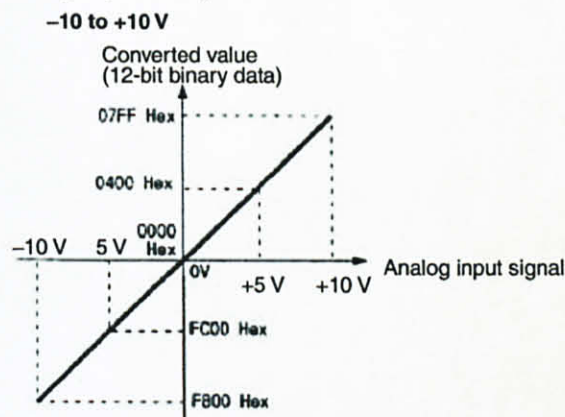 –10 to +10 V
Converted value
(12-bit binary data)
07FF Hex
0400 Hex
0000
Hex
–10 V
5 V
0V
+5 V
+10 V
Analog input signal
FC00 Hex
F800 Hex